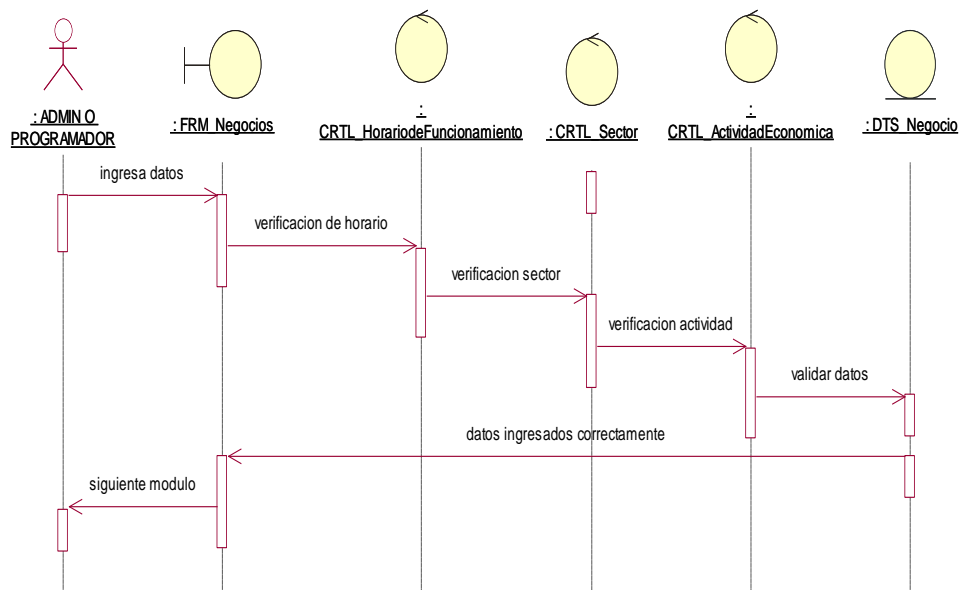 : ADMIN O
PROGRAMADOR
: FRM_Negocios
:
CRTL_HorariodeFuncionamiento
: CRTL_Sector
:
CRTL_ActividadEconomica
: DTS_Negocio
ingresa datos
verificacion de horario
verificacion sector
verificacion actividad
validar datos
datos ingresados correctamente
siguiente modulo